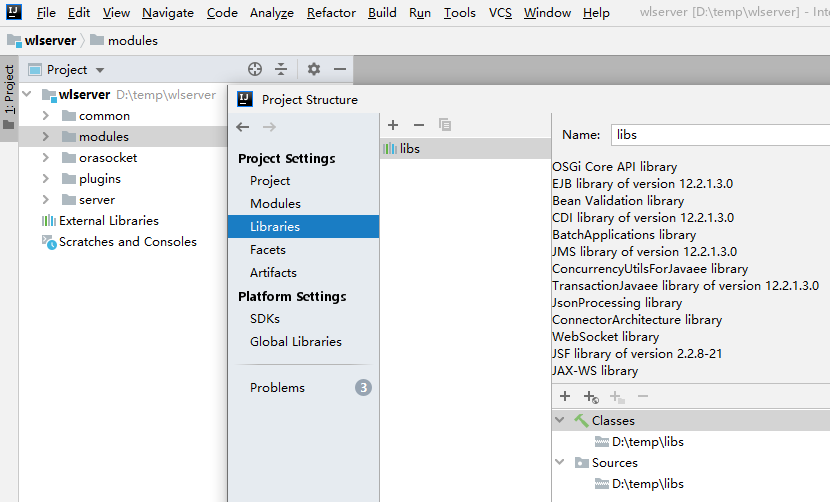 File Edit View Navigate Code Analyze Refactor Build Run Tools VCS Window Help wlserver [D:\temp\wlserver] - Inte
wlserver modules
1: Project
Project
wlserver D:\temp\wlserver
common
modules
orasocket
plugins
server
External Libraries
Scratches and Consoles
Project Structure
Project Settings
Project
Modules
Libraries
Facets
Artifacts
Platform Settings
SDKs
Global Libraries
Problems 3
libs
Name: libs
OSGi Core API library
EJB library of version 12.2.1.3.0
Bean Validation library
CDI library of version 12.2.1.3.0
BatchApplications library
JMS library of version 12.2.1.3.0
ConcurrencyUtilsForJavaee library
TransactionJavaee library of version 12.2.1.3.0
JsonProcessing library
ConnectorArchitecture library
WebSocket library
JSF library of version 2.2.8-21
JAX-WS library
Classes
D:\temp\libs
Sources
D:\temp\libs